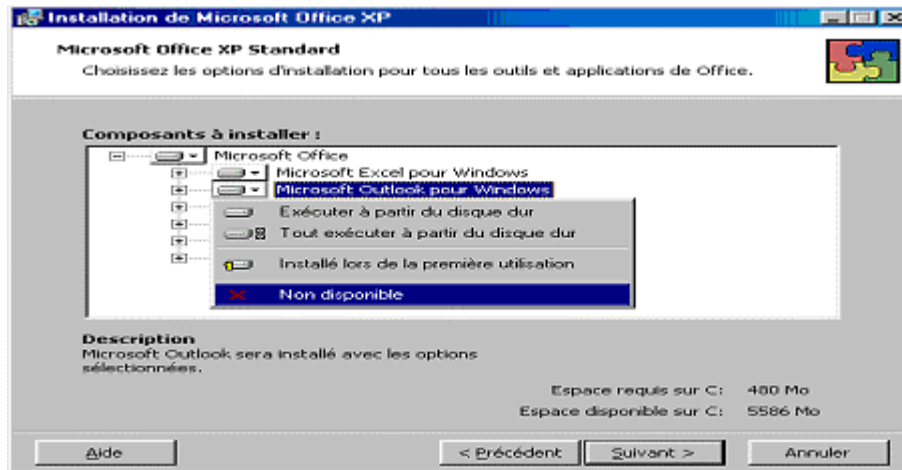 Installation de Microsoft Office XP
Microsoft Office XP Standard
Choisissez les options d'installation pour tous les outils et applications de Office.
Composants à installer :
Microsoft Office
Microsoft Excel pour Windows
Microsoft Outlook pour Windows
Exécuter à partir du disque dur
Tout exécuter à partir du disque dur
Installé lors de la première utilisation
Non disponible
Description
Microsoft Outlook sera installé avec les options
sélectionnées.
Espace requis sur C: 480 Mo
Espace disponible sur C: 5586 Mo
Aide
< Précédent
Suivant >
Annuler